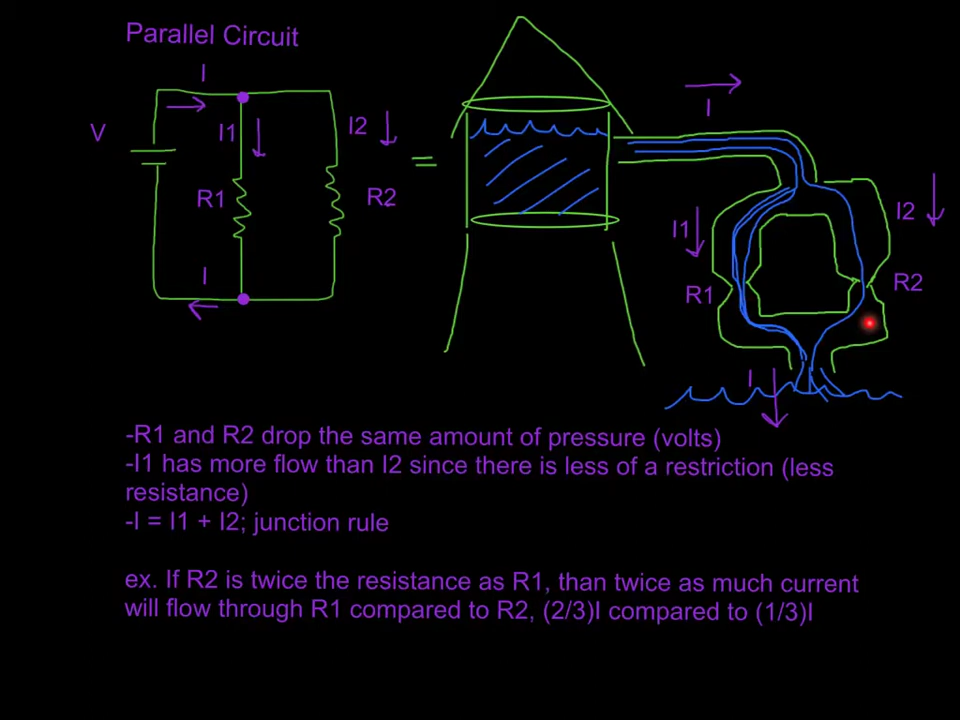 Parallel Circuit
I
V
I1
I2
R1
R2
I
=
I
I1
I2
R1
R2
I
-R1 and R2 drop the same amount of pressure (volts)
-I1 has more flow than I2 since there is less of a restriction (less
resistance)
-I = I1 + I2; junction rule
ex. If R2 is twice the resistance as R1, than twice as much current
will flow through R1 compared to R2, (2/3)I compared to (1/3)I